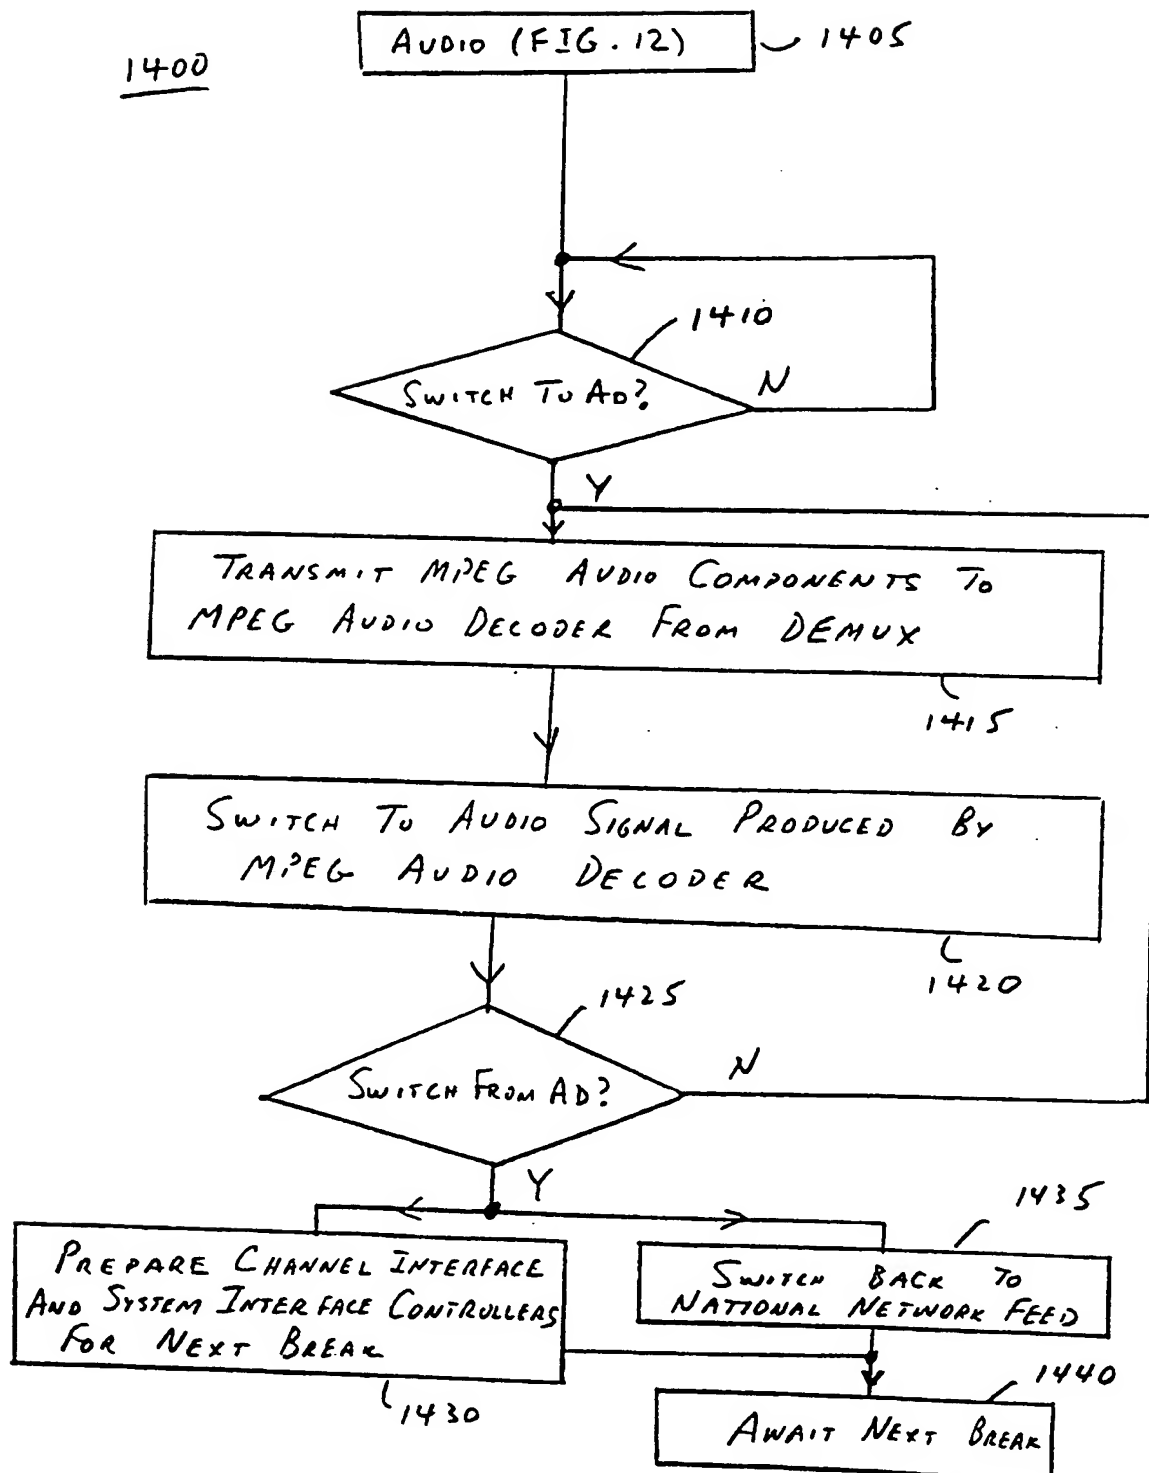 1400
AUDIO (FIG. 12)
1405
1410
SWITCH TO AD?
N
Y
TRANSMIT MPEG AUDIO COMPONENTS TO
MPEG AUDIO DECODER FROM DEMUX
1415
SWITCH TO AUDIO SIGNAL PRODUCED BY
MPEG AUDIO DECODER
1420
1425
SWITCH FROM AD?
N
Y
1435
PREPARE CHANNEL INTERFACE
AND SYSTEM INTERFACE CONTROLLERS
FOR NEXT BREAK
SWITCH BACK TO
NATIONAL NETWORK FEED
1430
1440
AWAIT NEXT BREAK